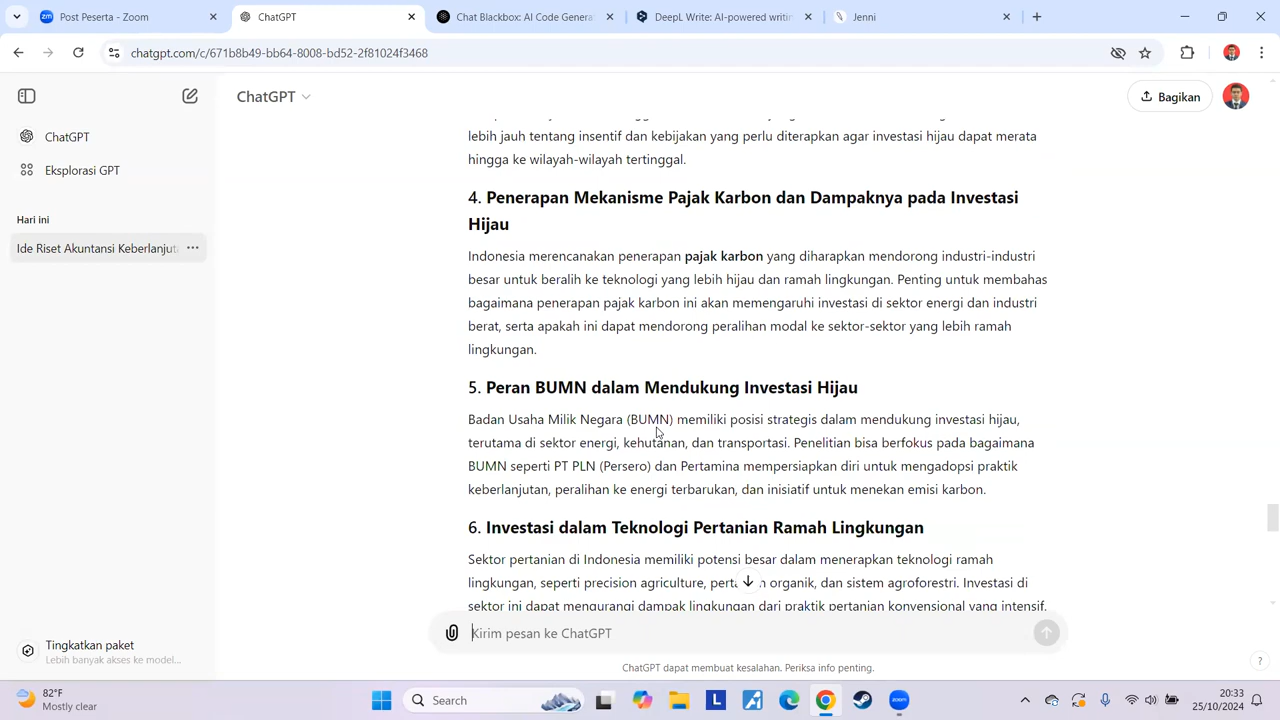 Post Peserta - Zoom
ChatGPT
Chat Blackbox: AI Code Genera
DeepL Write: AI-powered writin
Jenni
chatgpt.com/c/671b8b49-bb64-8008-bd52-2f81024f3468
ChatGPT
Bagikan
ChatGPT
Eksplorasi GPT
Hari ini
Ide Riset Akuntansi Keberlanjuta
lebih jauh tentang insentif dan kebijakan yang perlu diterapkan agar investasi hijau dapat merata
hingga ke wilayah-wilayah tertinggal.
4. Penerapan Mekanisme Pajak Karbon dan Dampaknya pada Investasi
Hijau
Indonesia merencanakan penerapan pajak karbon yang diharapkan mendorong industri-industri
besar untuk beralih ke teknologi yang lebih hijau dan ramah lingkungan. Penting untuk membahas
bagaimana penerapan pajak karbon ini akan memengaruhi investasi di sektor energi dan industri
berat, serta apakah ini dapat mendorong peralihan modal ke sektor-sektor yang lebih ramah
lingkungan.
5. Peran BUMN dalam Mendukung Investasi Hijau
Badan Usaha Milik Negara (BUMN) memiliki posisi strategis dalam mendukung investasi hijau,
terutama di sektor energi, kehutanan, dan transportasi. Penelitian bisa berfokus pada bagaimana
BUMN seperti PT PLN (Persero) dan Pertamina mempersiapkan diri untuk mengadopsi praktik
keberlanjutan, peralihan ke energi terbarukan, dan inisiatif untuk menekan emisi karbon.
6. Investasi dalam Teknologi Pertanian Ramah Lingkungan
Sektor pertanian di Indonesia memiliki potensi besar dalam menerapkan teknologi ramah
lingkungan, seperti precision agriculture, organik, dan sistem agroforestri. Investasi di
sektor ini dapat mengurangi dampak lingkungan dari praktik pertanian konvensional yang intensif.
Kirim pesan ke ChatGPT
Tingkatkan paket
Lebih banyak akses ke model...
ChatGPT dapat membuat kesalahan. Periksa info penting.
?
82°F
Mostly clear
Search
20:33
25/10/2024